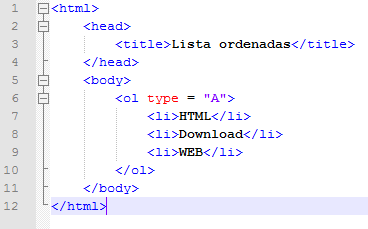 1 <html>
2 <head>
3 <title>Lista ordenadas</title>
4 </head>
5 <body>
6 <ol type = "A">
7 <li>HTML</li>
8 <li>Download</li>
9 <li>WEB</li>
10 </ol>
11 </body>
12 </html>